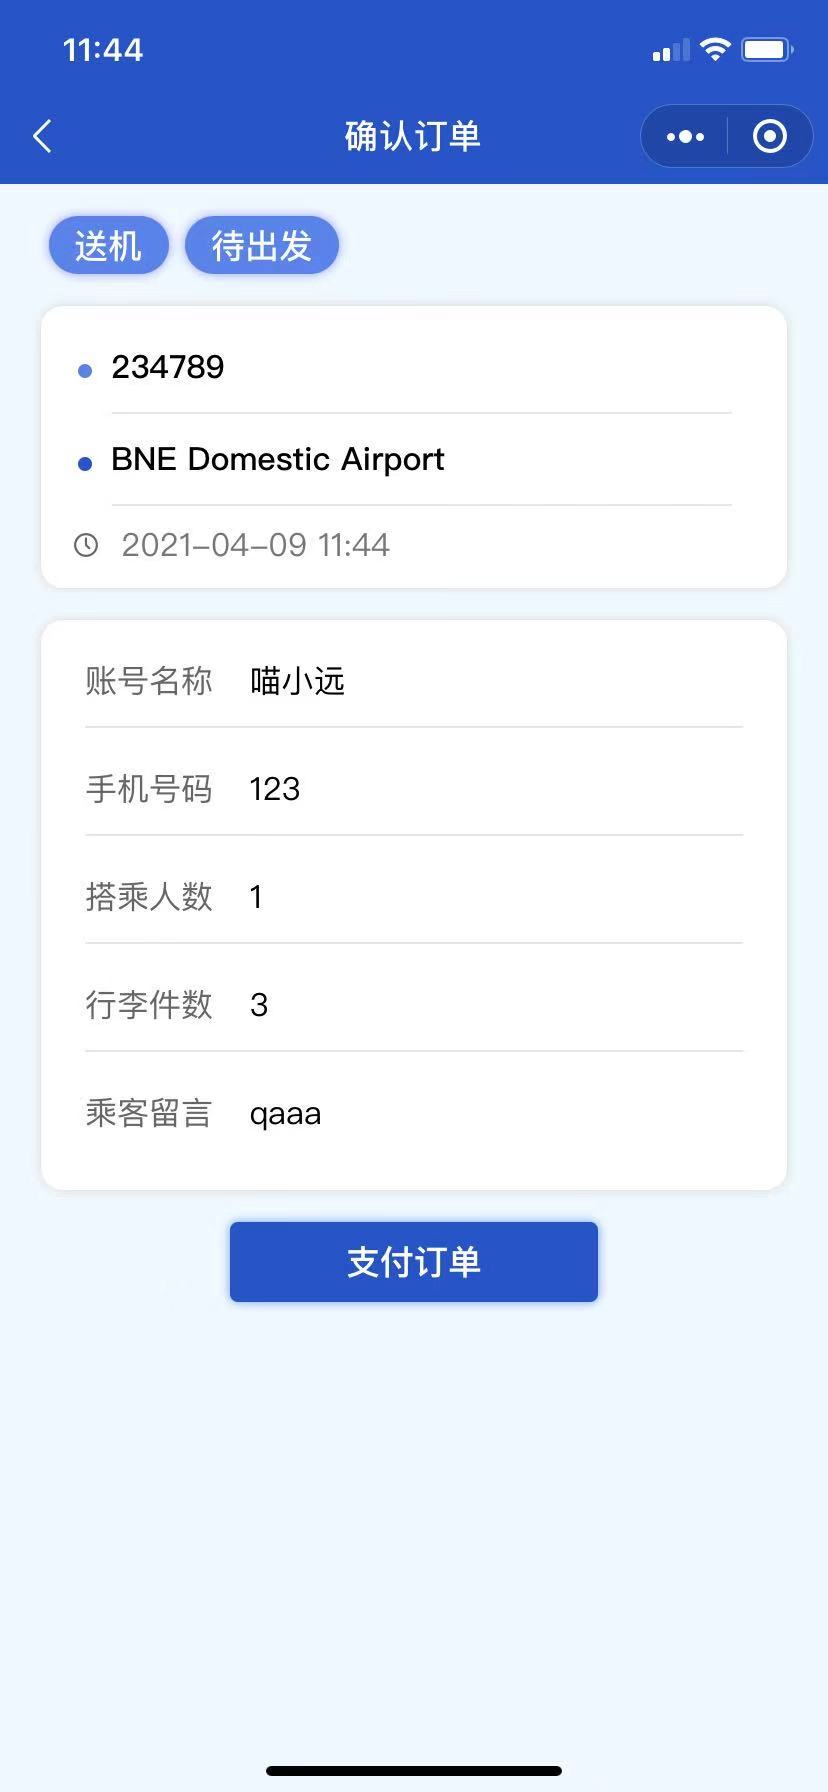 11:44
确认订单
送机 待出发
234789
BNE Domestic Airport
2021-04-09 11:44
账号名称 喵小远
手机号码 123
搭乘人数 1
行李件数 3
乘客留言 qaaa
支付订单